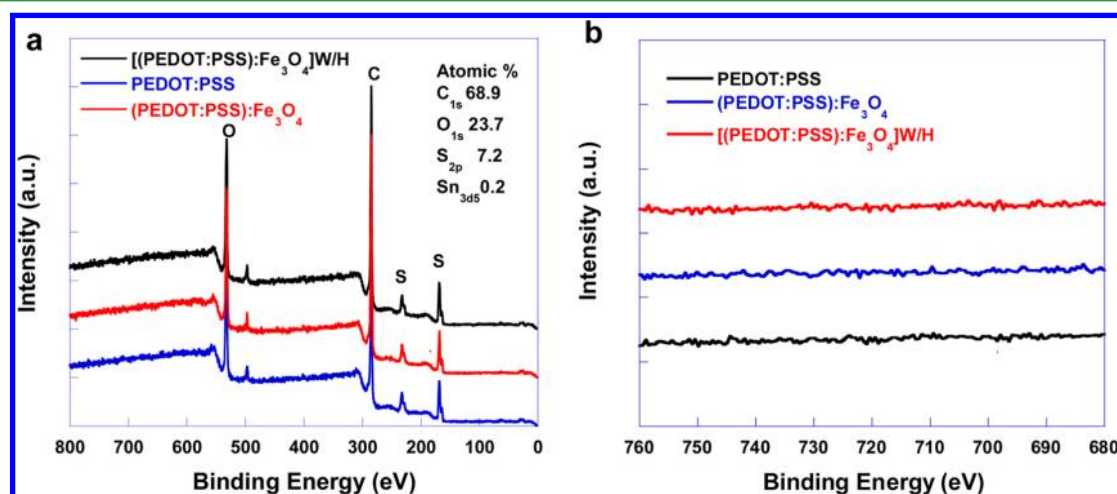 a
[(PEDOT:PSS):Fe3O4]W/H
PEDOT:PSS
(PEDOT:PSS):Fe3O4
O
C
S
S
Atomic %
C1s 68.9
O1s 23.7
S2p 7.2
Sn3d5 0.2
Intensity (a.u.)
800 700 600 500 400 300 200 100 0
Binding Energy (eV)
b
PEDOT:PSS
(PEDOT:PSS):Fe3O4
[(PEDOT:PSS):Fe3O4]W/H
Intensity (a.u.)
760 750 740 730 720 710 700 690 680
Binding Energy (eV)